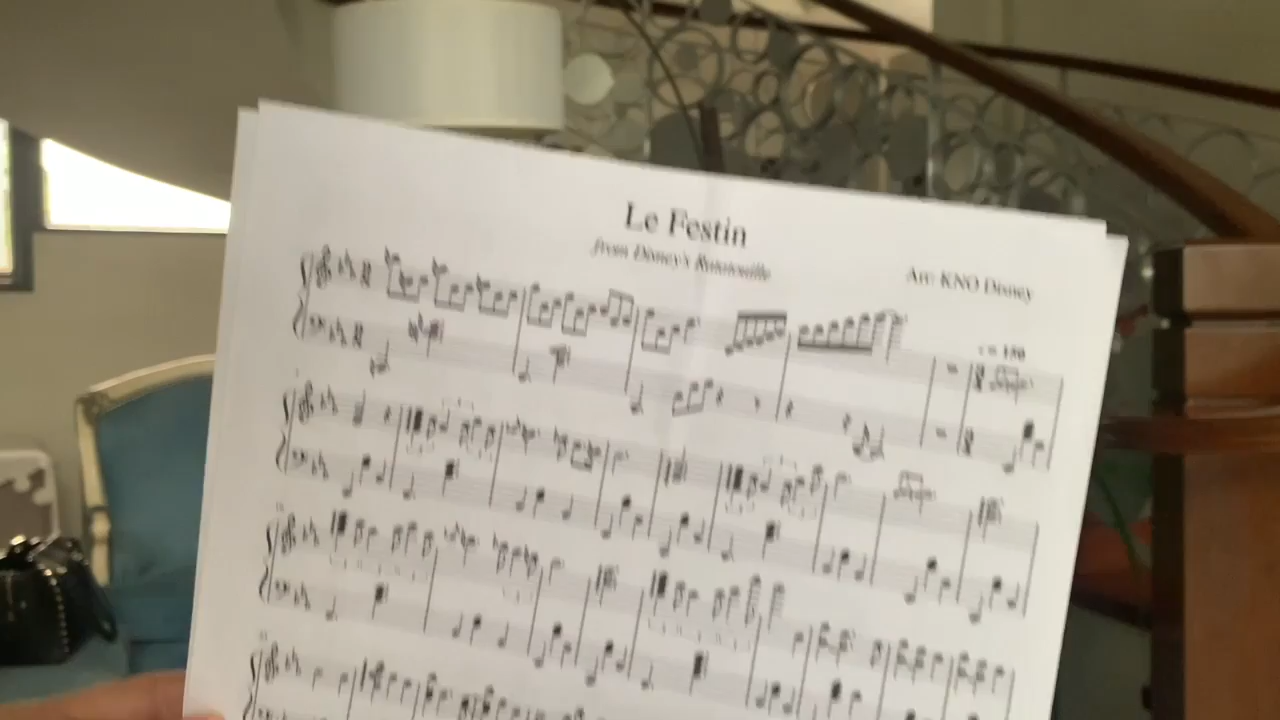 Le Festin
from Disney's Ratatouille
Arr. KNO Disney
= 150